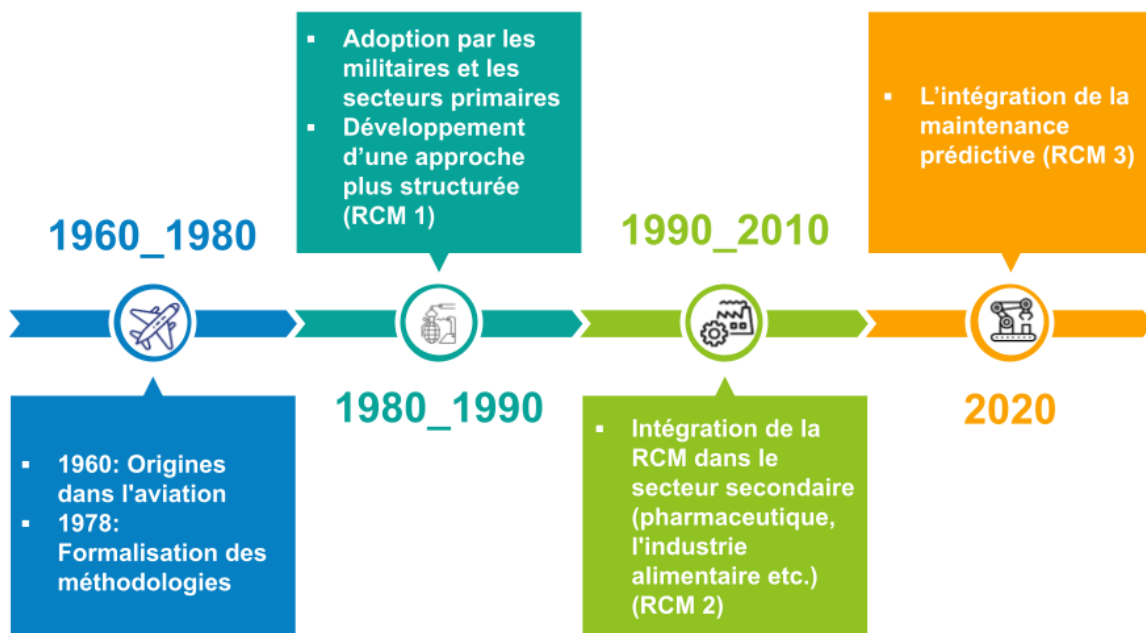 1960_1980
▪ 1960: Origines
dans l'aviation
▪ 1978:
Formalisation des
méthodologies
▪ Adoption par les
militaires et les
secteurs primaires
▪ Développement
d’une approche
plus structurée
(RCM 1)
1980_1990
1990_2010
▪ Intégration de la
RCM dans le
secteur secondaire
(pharmaceutique,
l'industrie
alimentaire etc.)
(RCM 2)
▪ L’intégration de la
maintenance
prédictive (RCM 3)
2020